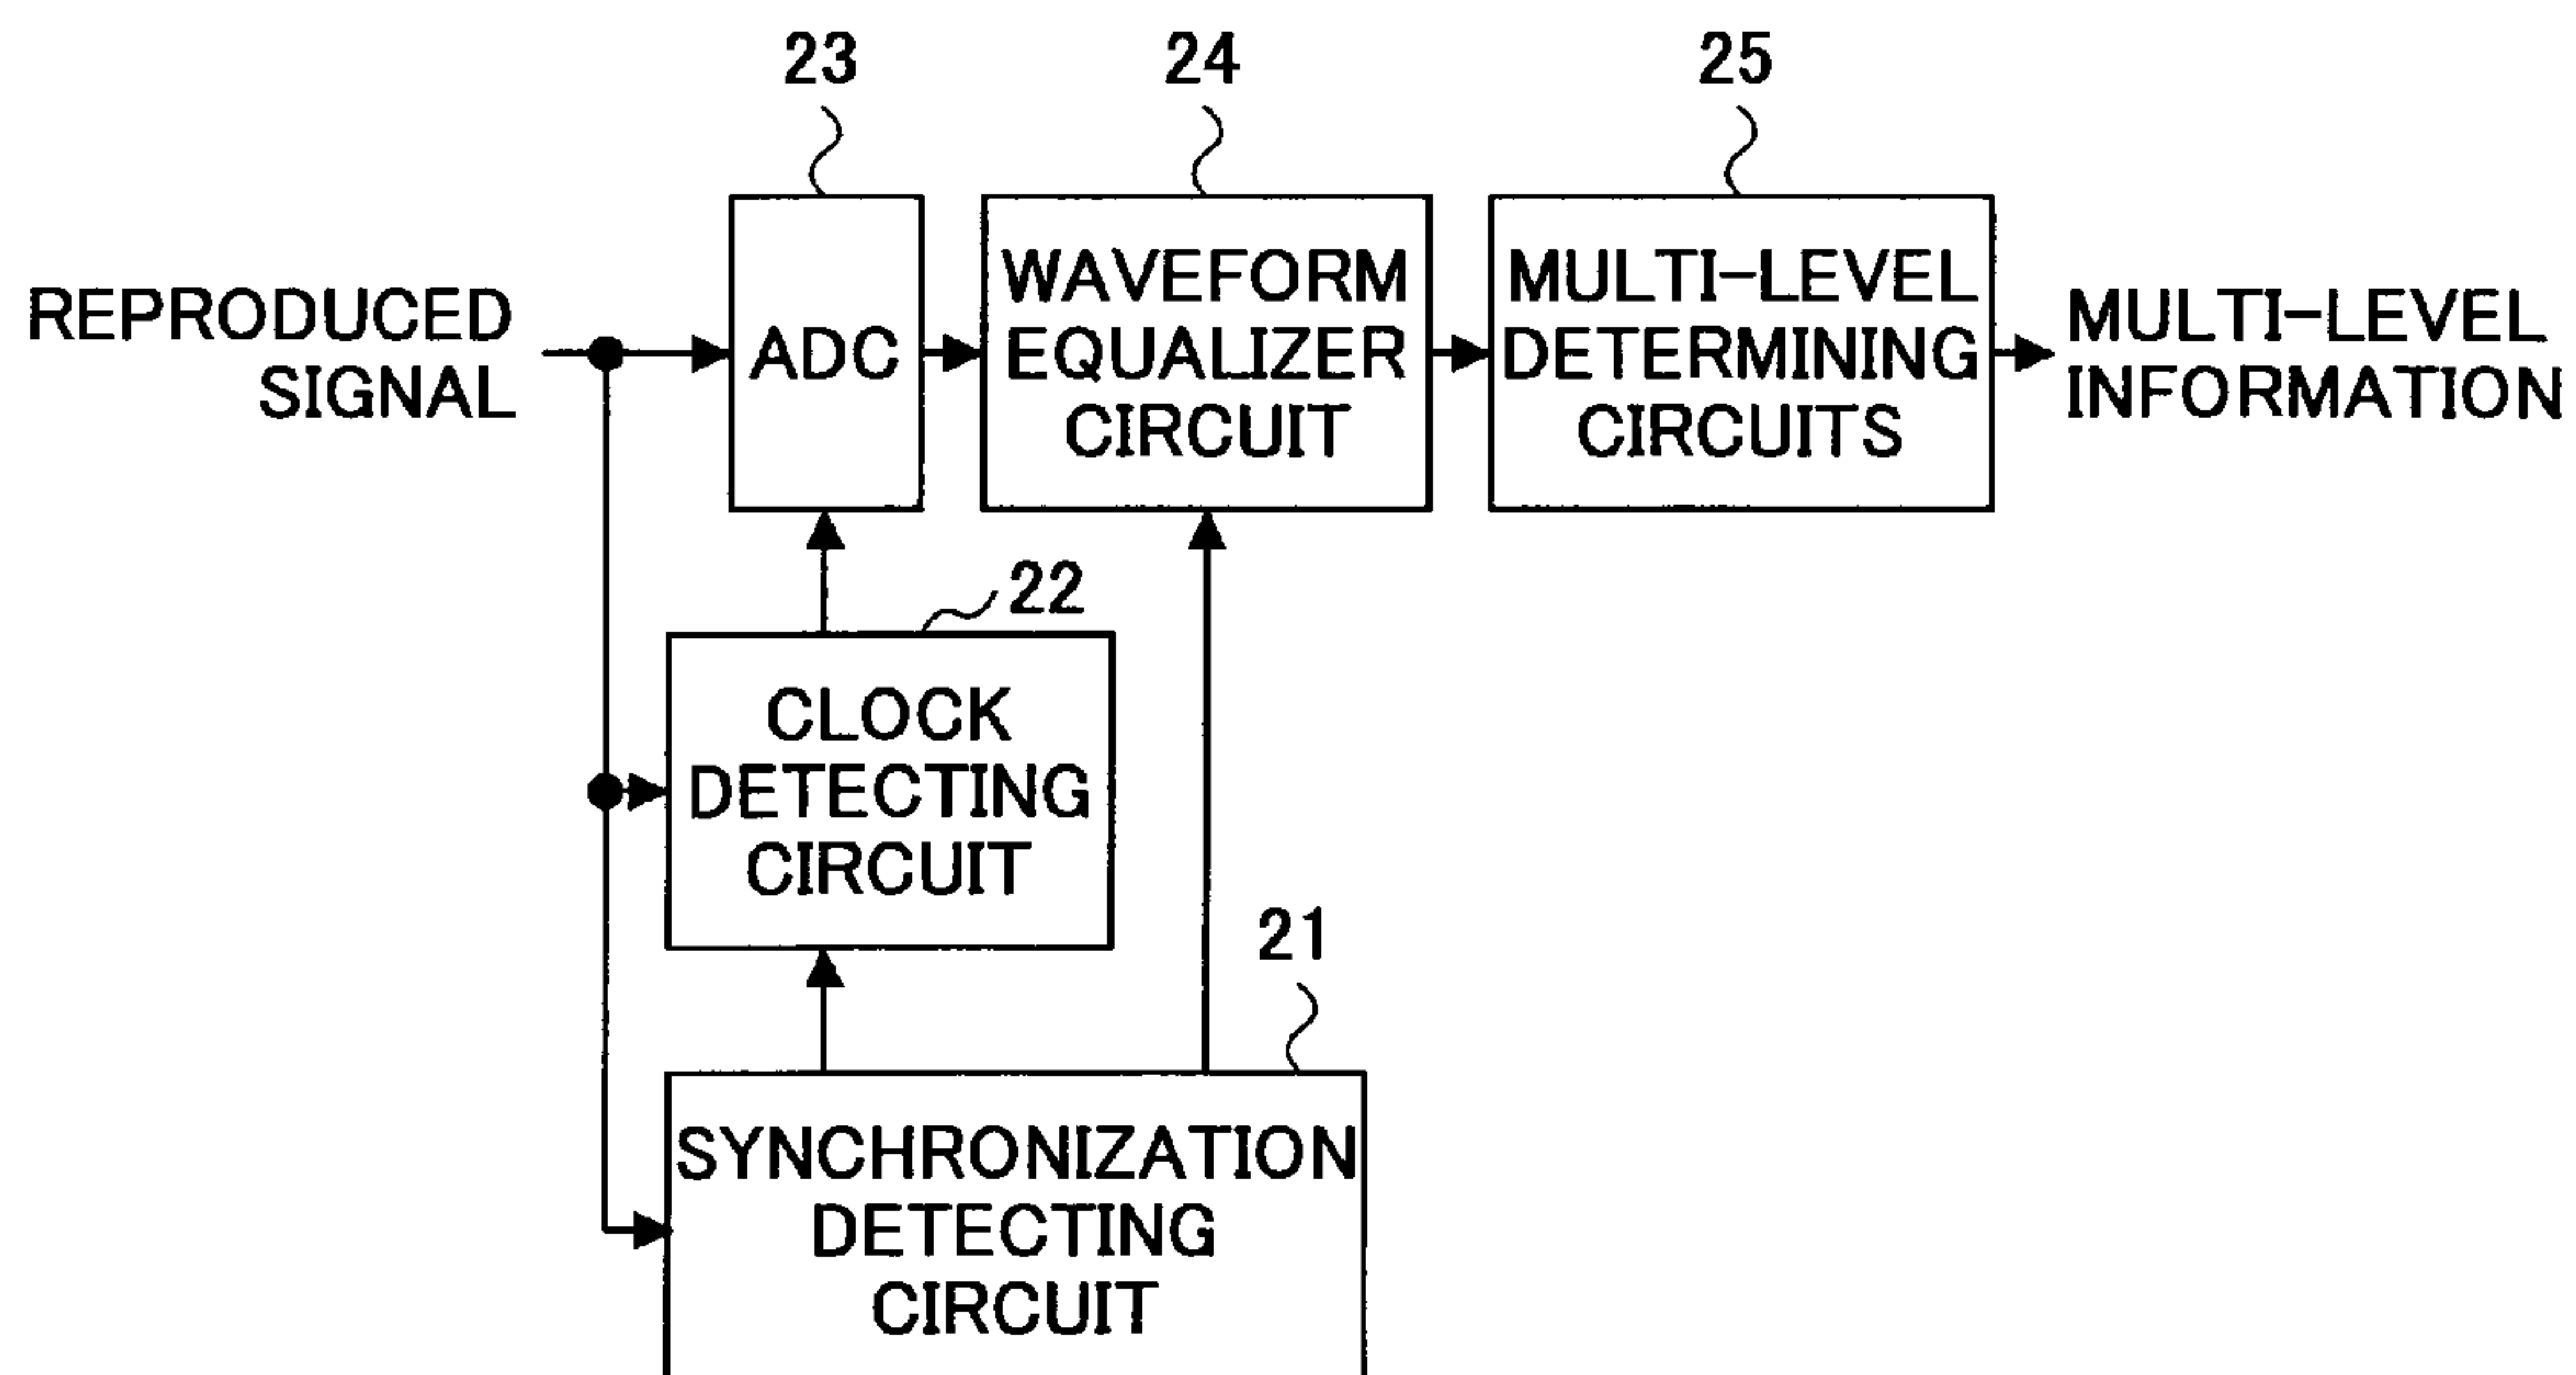 23
24
25
REPRODUCED
SIGNAL
ADC
WAVEFORM
EQUALIZER
CIRCUIT
MULTI-LEVEL
DETERMINING
CIRCUITS
MULTI-LEVEL
INFORMATION
22
CLOCK
DETECTING
CIRCUIT
21
SYNCHRONIZATION
DETECTING
CIRCUIT